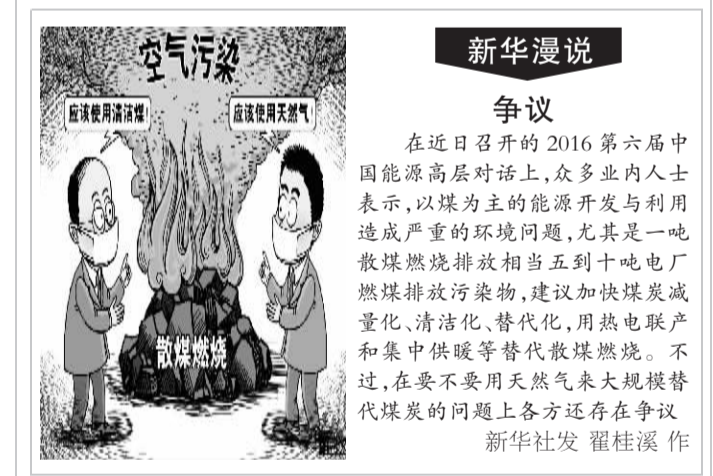 空气污染
应该使用清洁煤!
应该使用天然气!
散煤燃烧
新华漫说
争议
在近日召开的 2016 第六届中
国能源高层对话上,众多业内人士
表示,以煤为主的能源开发与利用
造成严重的环境问题,尤其是一吨
散煤燃烧排放相当五到十吨电厂
燃煤排放污染物,建议加快煤炭减
量化、清洁化、替代化,用热电联产
和集中供暖等替代散煤燃烧。不
过,在要不要用天然气来大规模替
代煤炭的问题上各方还存在争议
新华社发 翟桂溪 作